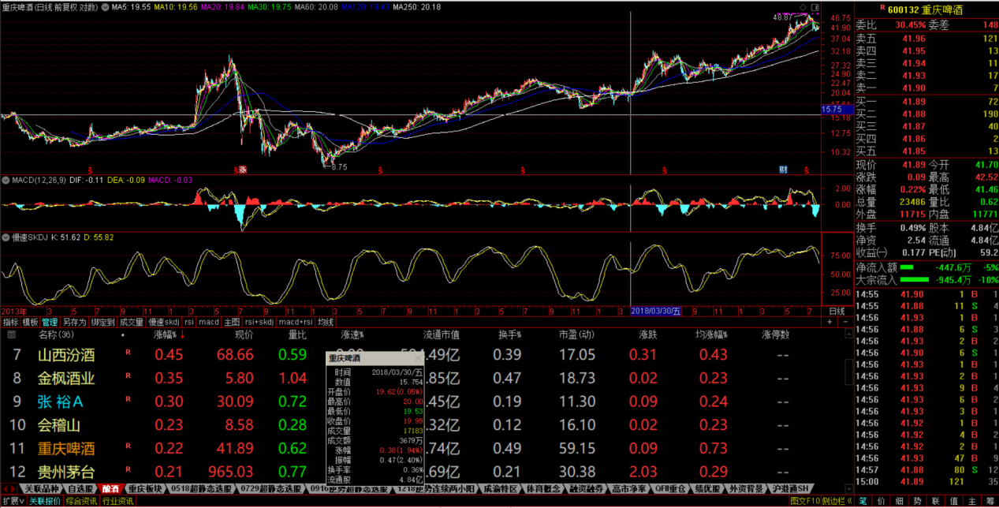 重庆啤酒(日线 前复权 对数) MA5: 19.55 MA10: 19.56 MA20: 19.84 MA30: 19.75 MA60: 20.08 MA120: 19.43 MA250: 20.18
48.87
46.75
41.90
37.04
32.18
27.32
24.90
22.47
20.04
17.61
15.75
15.18
12.75
10.32
←8.75
涨
财
MACD(12,26,9) DIF: -0.11 DEA: -0.09 MACD: -0.03
2.00
0.00
慢速SKDJ K: 51.62 D: 55.82
75.00
50.00
25.00
2013年 3 5 7 9 11 1 3 5 7 9 11 1 3 5 7 9 11 1 3 2018/03/30/五 9 11 1 3 5 7 日线
指标 模板 管理 另存为 绑定到 成交量 慢速skdj rsi macd 主图 rsi+skdj macd+rsi 均线 + -
名称(36) 涨幅%↓ 现价 量比 涨速% 流通市值 换手% 市盈(动) 涨跌 均涨幅% 涨停数
7 山西汾酒 R 0.45 68.66 0.59 .49亿 0.39 17.05 0.31 0.43 --
8 金枫酒业 R 0.35 5.80 1.04 .85亿 0.47 18.73 0.02 0.23 --
9 张 裕A R 0.30 30.09 0.72 .45亿 0.19 11.30 0.09 0.24 --
10 会稽山 0.23 8.58 0.28 .32亿 0.12 16.10 0.02 0.23 --
11 重庆啤酒 R 0.22 41.89 0.62 .74亿 0.49 59.15 0.09 0.73 --
12 贵州茅台 R 0.21 965.03 0.77 .69亿 0.21 30.38 2.03 0.29 --
重庆啤酒
时间 2018/03/30/五
数值 15.754
开盘价 19.62(0.05%)
最高价 20.00
最低价 19.53
收盘价 19.99
成交量 17183
成交额 3679万
涨幅 0.38(1.94%)
振幅 0.47(2.40%)
换手率 0.36%
流通股 4.84亿
关联品种 自选股 酿酒 重庆板块 0518超静态选股 0729超静态选股 0916逆势超静态选股 1218逆势连续两小阳 成渝特区 体育概念 融资融券 高市净率 QFII重仓 绩优股 外资背景 沪港通SH
扩展∨ 关联报价 综合资讯 行业资讯 图文F10 侧边栏《
R 600132 重庆啤酒
委比 30.45% 委差 148
卖五 41.96 121
卖四 41.95 13
卖三 41.94 11
卖二 41.93 17
卖一 41.90 7
买一 41.89 72
买二 41.88 190
买三 41.87 40
买四 41.86 2
买五 41.85 13
现价 41.89 今开 41.70
涨跌 0.09 最高 42.52
涨幅 0.22% 最低 41.46
总量 23486 量比 0.62
外盘 11715 内盘 11771
换手 0.49% 股本 4.84亿
净资 2.54 流通 4.84亿
收益(一) 0.177 PE(动) 59.2
净流入额 -447.6万 -5%
大宗流入 -945.4万 -10%
14:55 41.90 1 B 1
14:55 41.88 11 S 4
14:56 41.93 1 B 1
14:56 41.88 6 S 3
14:56 41.93 2 B 2
14:56 41.90 6 S 1
14:56 41.93 1 B 1
14:56 41.93 2 B 1
14:56 41.93 9 B 4
14:56 41.93 6 B 2
14:56 41.93 3 B 1
14:56 41.92 1 B 1
14:56 41.92 4 B 2
14:56 41.92 2 B 1
14:56 41.93 47 B 9
14:57 41.88 80 S 12
15:00 41.89 121 35
笔 价 细 势 联 值 主 筹